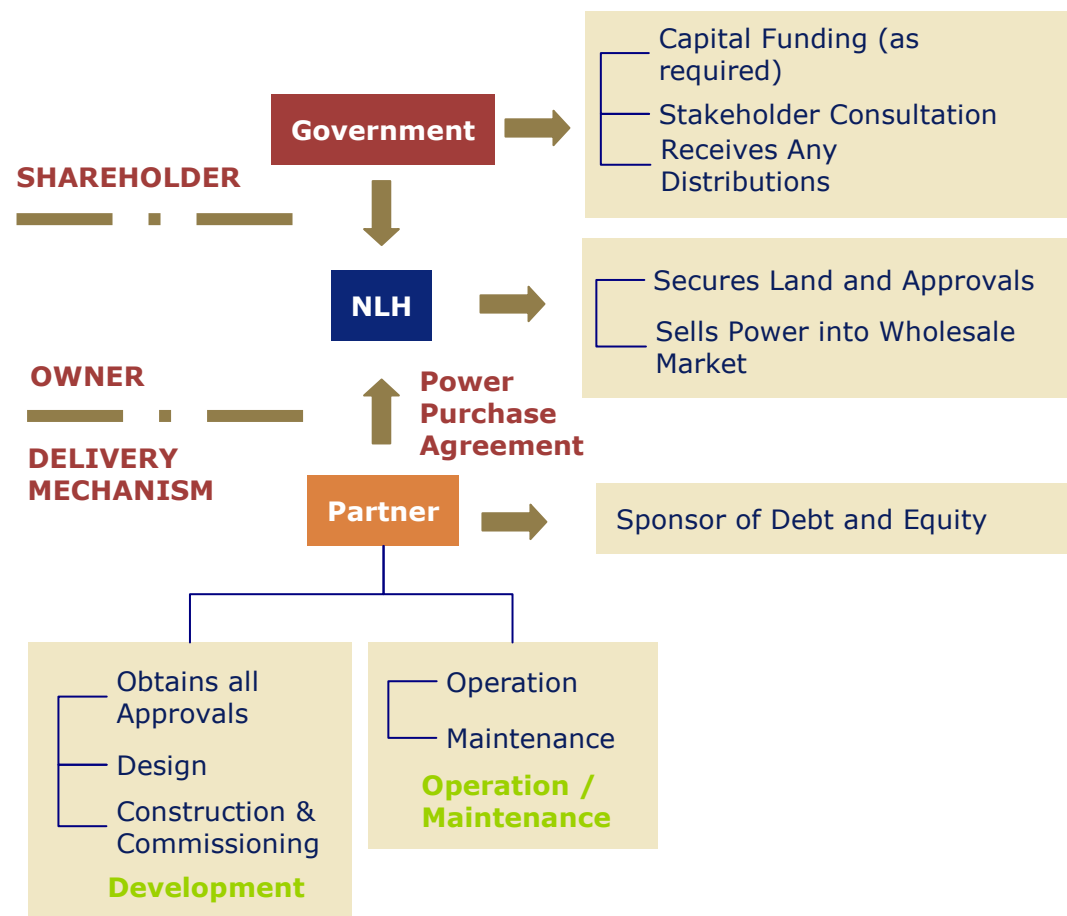 Capital Funding (as
required)
Government
Stakeholder Consultation
Receives Any
Distributions
SHAREHOLDER
NLH
Secures Land and Approvals
Sells Power into Wholesale
Market
OWNER
Power
Purchase
Agreement
DELIVERY
MECHANISM
Partner
Sponsor of Debt and Equity
Obtains all
Approvals
Design
Construction &
Commissioning
Development
Operation
Maintenance
Operation /
Maintenance